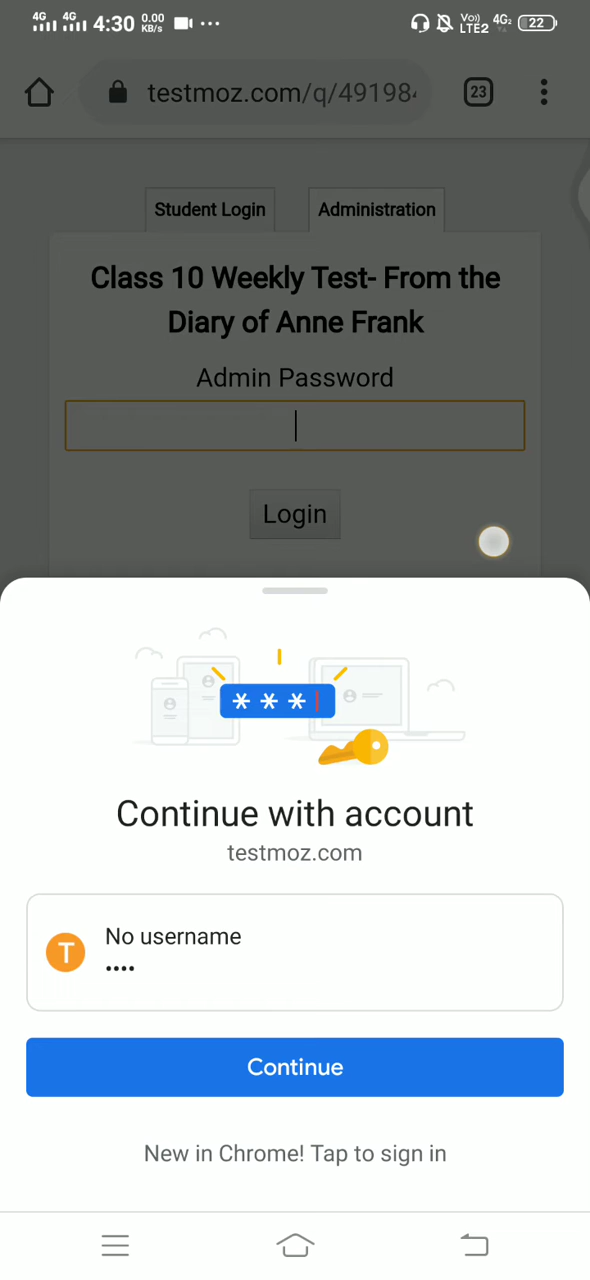 4G 4G 4:30 0.00 KB/s ... Vo)) LTE2 4G2 22
testmoz.com/q/49198 23
Student Login Administration
Class 10 Weekly Test- From the
Diary of Anne Frank
Admin Password
Login
***
Continue with account
testmoz.com
T No username
••••
Continue
New in Chrome! Tap to sign in